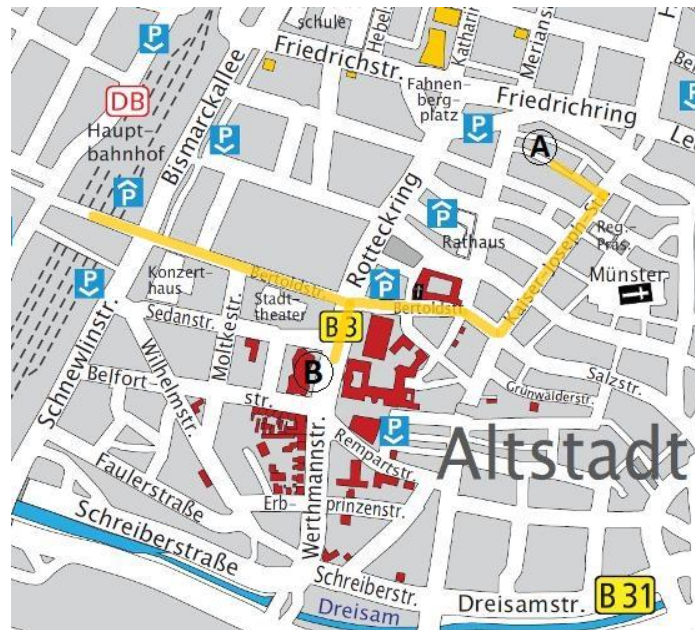 schule
Hebel
Kathari
Merians
Friedrichstr.
Fahnen-
berg-
platz
Friedrichring
DB
Haupt-
bahnhof
Bismarckallee
P
P
P
P
P
P
P
P
A
Le
Rotteckring
Rathaus
Kaiser-Joseph-Str.
Reg.-
Präs.
Münster
Konzert-
haus
Bertoldstr.
Stadt-
theater
Bertoldstr.
B 3
Sedanstr.
Moltkestr.
Schnewlinstr.
Wilhelmstr.
Belfort
str.
B
Grünwälderstr.
Salzstr.
Altstadt
Rempartstr.
Werthmannstr.
Faulerstraße
Erb-
prinzenstr.
Schreiberstraße
Schreiberstr.
Dreisam
Dreisamstr.
B 31